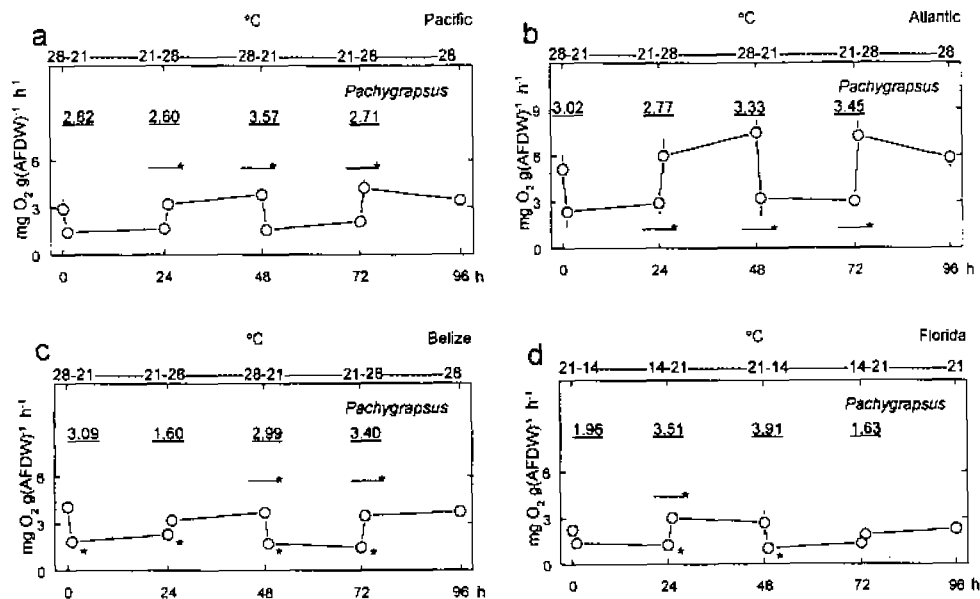 a °C Pacific
28-21 21-28 28-21 21-28 28
Pachygrapsus
2.82 2.60 3.57 2.71
* * *
6
3
0
mg O₂ g(AFDW)⁻¹ h⁻¹
0 24 48 72 96 h
b °C Atlantic
28-21 21-28 28-21 21-28 28
Pachygrapsus
9
3.02 2.77 3.33 3.45
6
3
* * *
0
mg O₂ g(AFDW)⁻¹ h⁻¹
0 24 48 72 96 h
c °C Belize
28-21 21-28 28-21 21-28 28
Pachygrapsus
3.09 1.60 2.99 3.40
* *
6
3
* * * *
0
mg O₂ g(AFDW)⁻¹ h⁻¹
0 24 48 72 96 h
d °C Florida
21-14 14-21 21-14 14-21 21
Pachygrapsus
1.96 3.51 3.91 1.63
*
6
3
* *
0
mg O₂ g(AFDW)⁻¹ h⁻¹
0 24 48 72 96 h